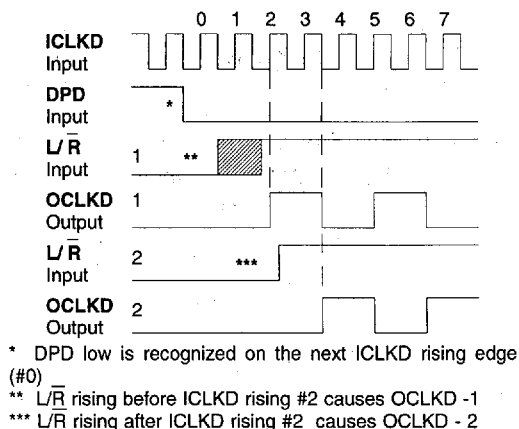 0 1 2 3 4 5 6 7
ICLKD
Input
DPD
Input
*
L/R̅
Input
1
**
OCLKD
Output
1
L/R̅
Input
2
***
OCLKD
Output
2
* DPD low is recognized on the next ICLKD rising edge
(#0)
** L/R̅ rising before ICLKD rising #2 causes OCLKD -1
*** L/R̅ rising after ICLKD rising #2 causes OCLKD - 2